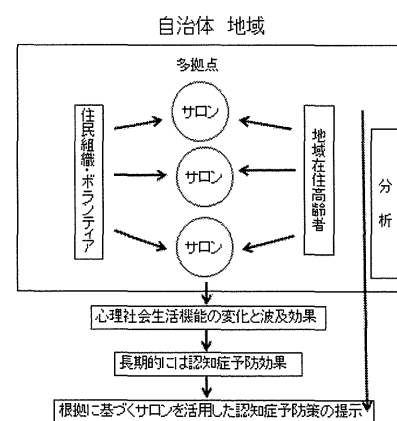 自治体 地域
多拠点
サロン
サロン
サロン
住民組織・ボランティア
地域在住高齢者
分析
心理社会生活機能の変化と波及効果
長期的には認知症予防効果
根拠に基づくサロンを活用した認知症予防策の提示